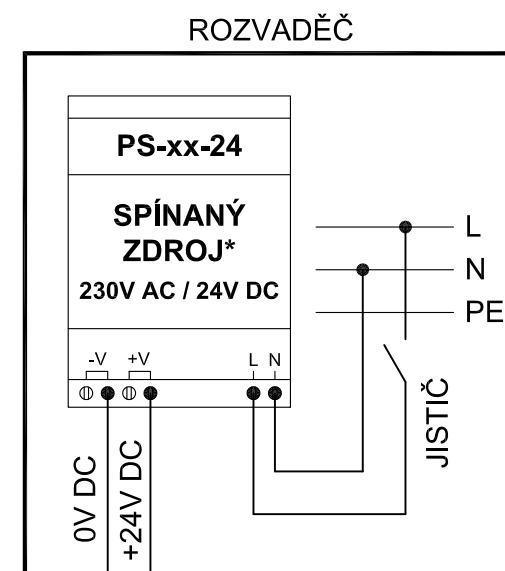 ROZVADĚČ
PS-xx-24
SPÍNANÝ
ZDROJ*
230V AC / 24V DC
L
N
PE
-V +V L N
JISTIČ
0V DC
+24V DC